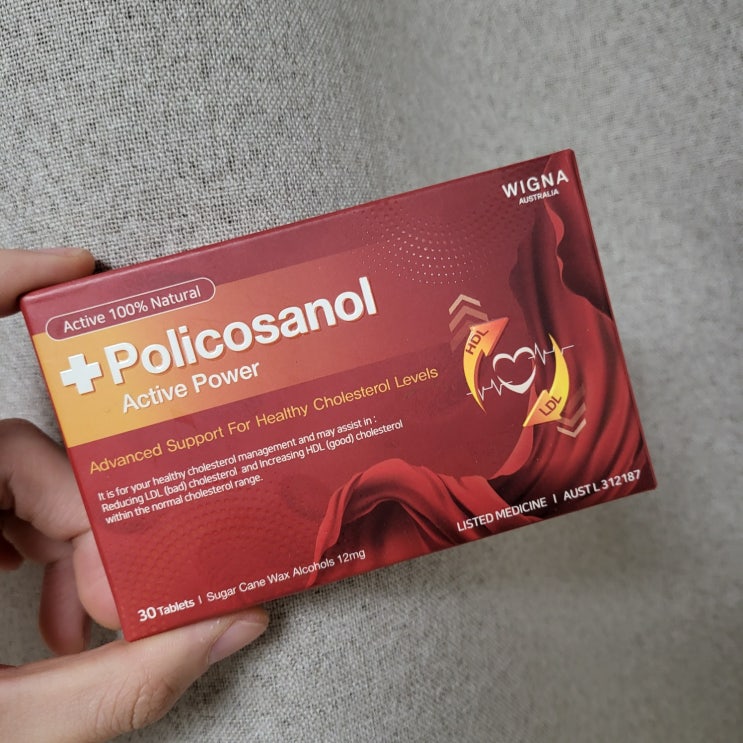 WIGNA
AUSTRALIA
Active 100% Natural
+Policosanol
Active Power
Advanced Support For Healthy Cholesterol Levels
It is for your healthy cholesterol management and may assist in :
Reducing LDL (bad) cholesterol and Increasing HDL (good) cholesterol
within the normal cholesterol range.
HDL
LDL
LISTED MEDICINE | AUST L 312187
30 Tablets | Sugar Cane Wax Alcohols 12mg